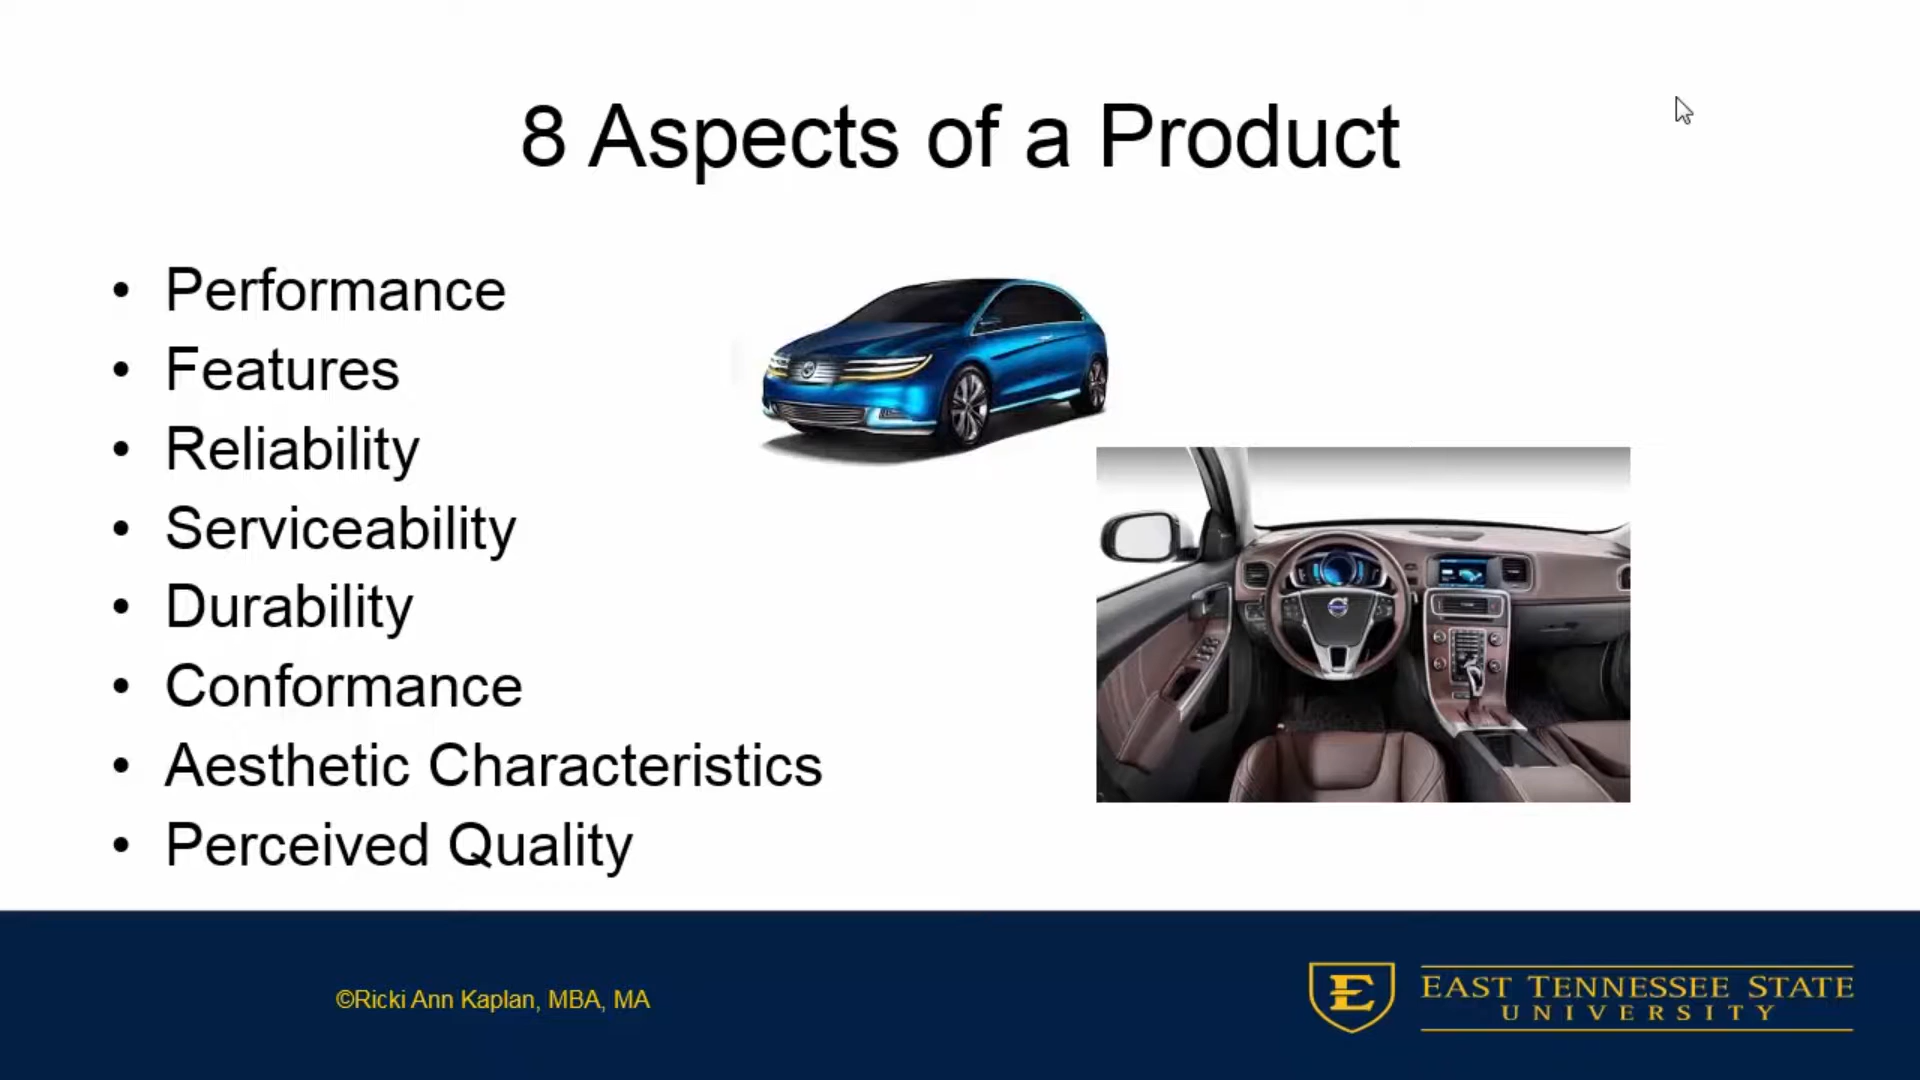 8 Aspects of a Product
• Performance
• Features
• Reliability
• Serviceability
• Durability
• Conformance
• Aesthetic Characteristics
• Perceived Quality
©Ricki Ann Kaplan, MBA, MA
E
EAST TENNESSEE STATE
UNIVERSITY